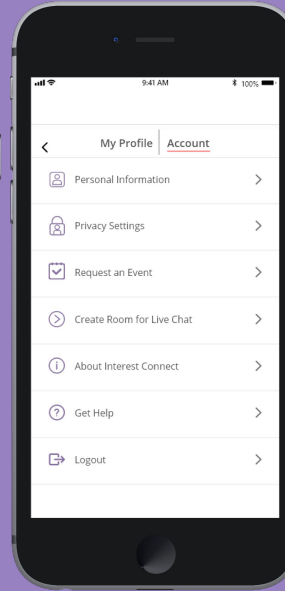 9:41 AM
100%
My Profile Account
Personal Information
Privacy Settings
Request an Event
Create Room for Live Chat
About Interest Connect
Get Help
Logout